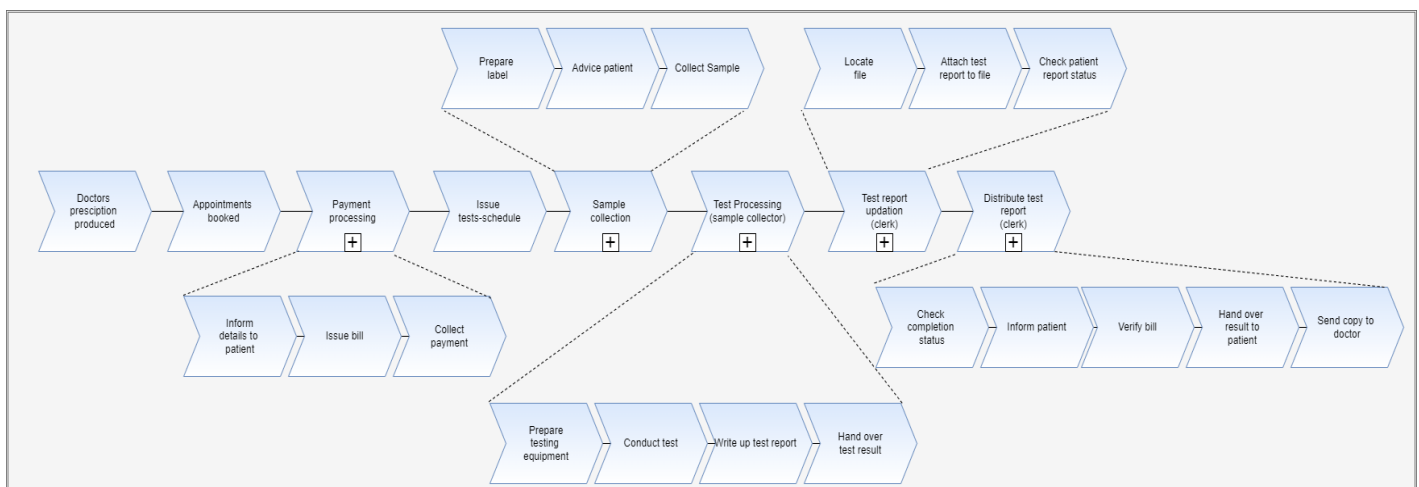 Prepare
label
Advice patient
Collect Sample
Locate
file
Attach test
report to file
Check patient
report status
Doctors
presciption
produced
Appointments
booked
Payment
processing
Issue
tests-schedule
Sample
collection
Test Processing
(sample collector)
Test report
updation
(clerk)
Distribute test
report
(clerk)
Inform
details to
patient
Issue bill
Collect
payment
Check
completion
status
Inform patient
Verify bill
Hand over
result to
patient
Send copy to
doctor
Prepare
testing
equipment
Conduct test
Write up test report
Hand over
test result